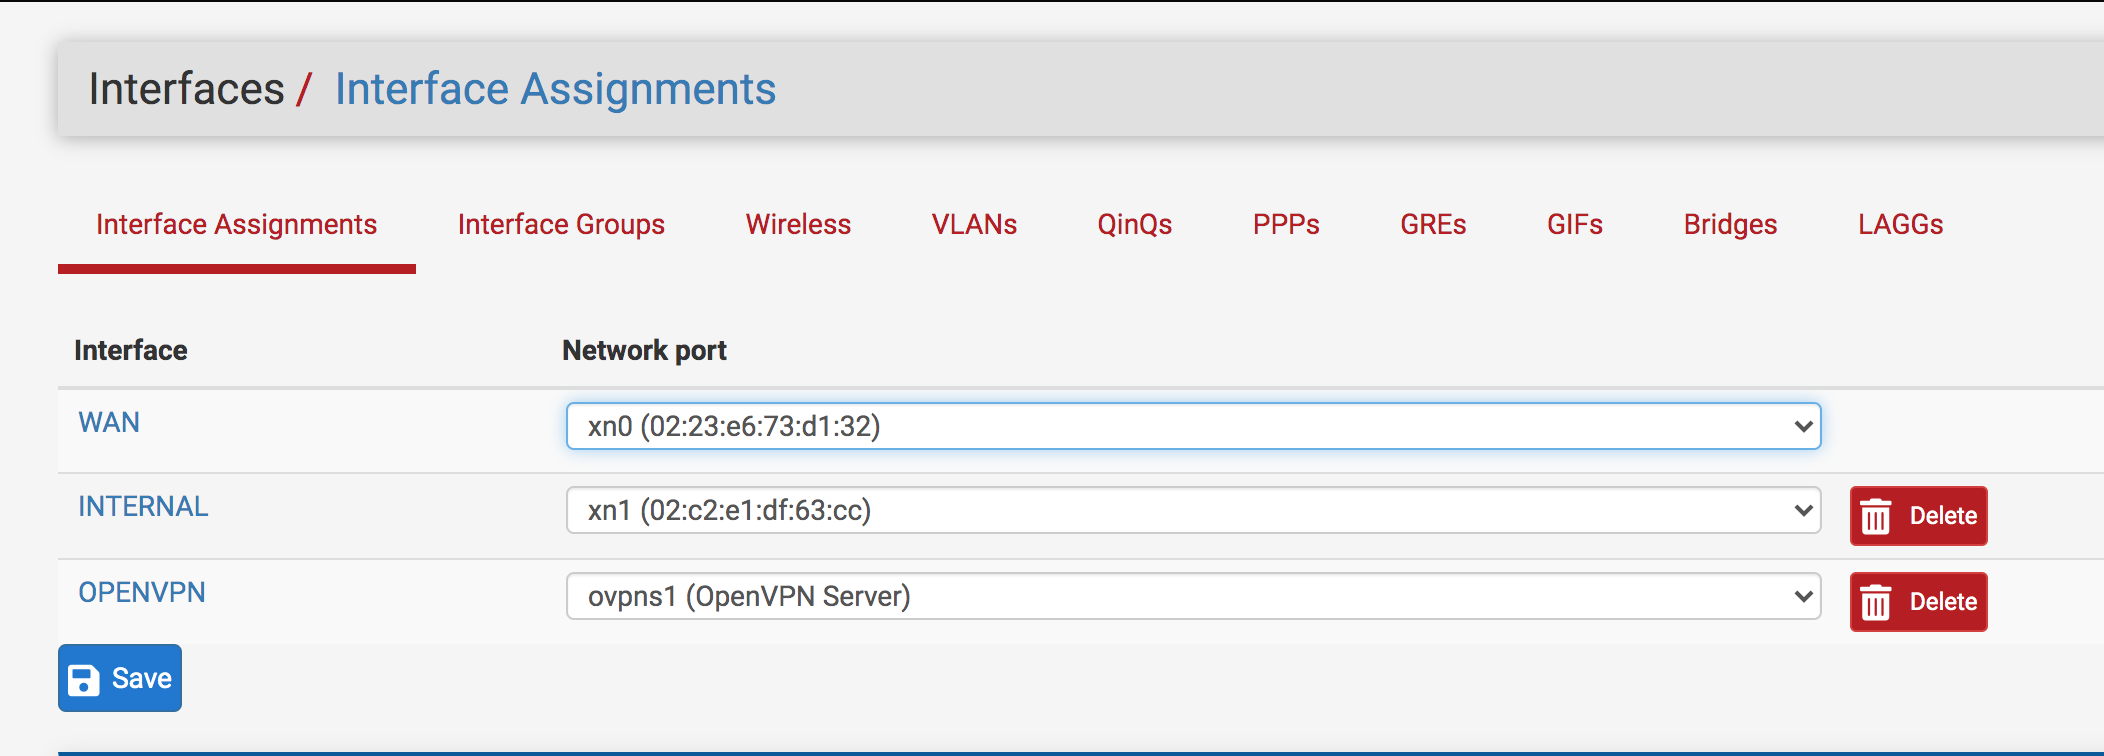 Interfaces / Interface Assignments
Interface Assignments Interface Groups Wireless VLANs QinQs PPPs GREs GIFs Bridges LAGGs
Interface Network port
WAN xn0 (02:23:e6:73:d1:32)
INTERNAL xn1 (02:c2:e1:df:63:cc) Delete
OPENVPN ovpns1 (OpenVPN Server) Delete
Save